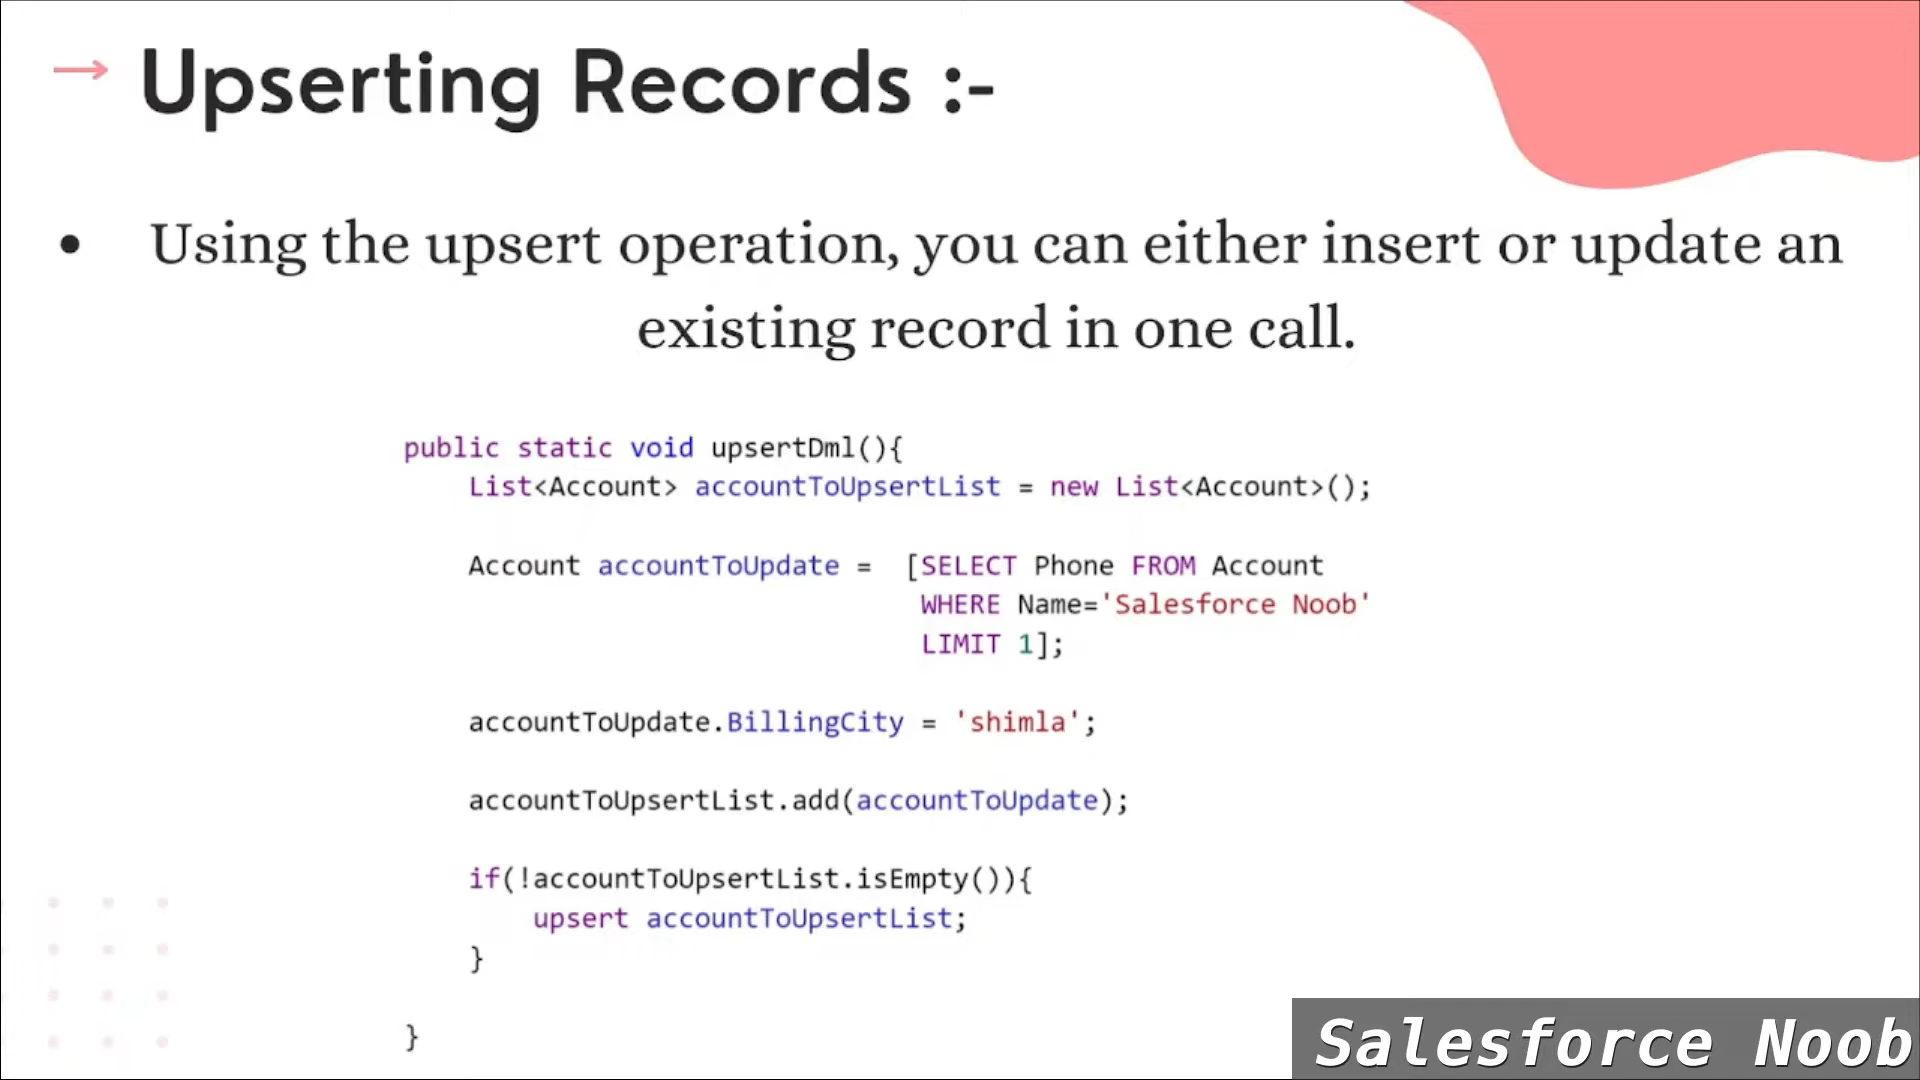 → Upserting Records :-
• Using the upsert operation, you can either insert or update an
existing record in one call.
public static void upsertDml(){
List<Account> accountToUpsertList = new List<Account>();
Account accountToUpdate =  [SELECT Phone FROM Account
WHERE Name='Salesforce Noob'
LIMIT 1];
accountToUpdate.BillingCity = 'shimla';
accountToUpsertList.add(accountToUpdate);
if(!accountToUpsertList.isEmpty()){
upsert accountToUpsertList;
}
}
Salesforce Noob